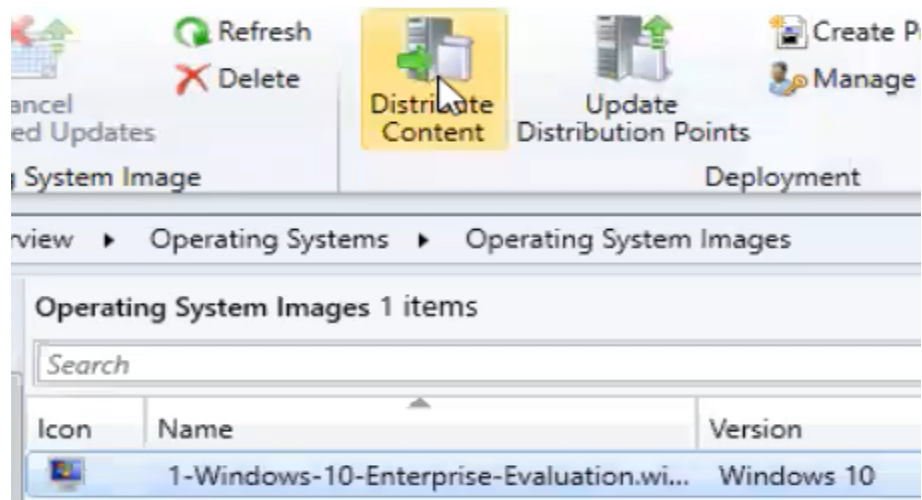 Refresh
Delete
ancel
ed Updates
Distribute
Content
Update
Distribution Points
Create P
Manage
System Image
Deployment
view ▸ Operating Systems ▸ Operating System Images
Operating System Images 1 items
Search
Icon Name Version
1-Windows-10-Enterprise-Evaluation.wi... Windows 10